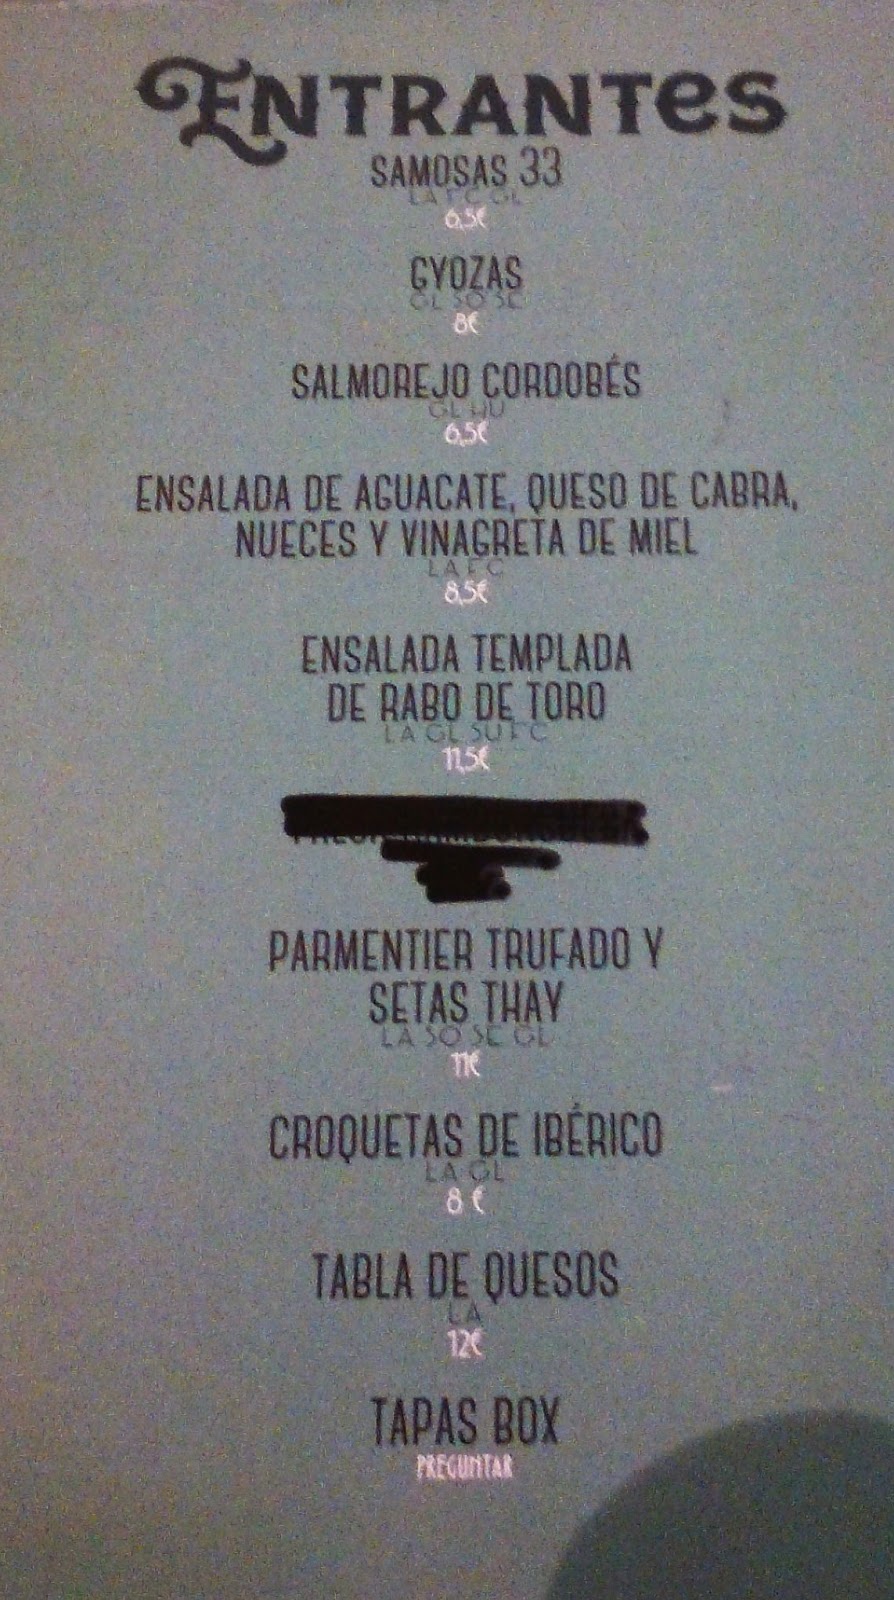 ENTRANTES
SAMOSAS 33
LA FC GL
6,5€
GYOZAS
GL SO SE
8€
SALMOREJO CORDOBÉS
GL HU
6,5€
ENSALADA DE AGUACATE, QUESO DE CABRA,
NUECES Y VINAGRETA DE MIEL
LA FC
8,5€
ENSALADA TEMPLADA
DE RABO DE TORO
LA GL SU FC
11,5€
PARMENTIER TRUFADO Y
SETAS THAY
LA SO SE GL
11€
CROQUETAS DE IBÉRICO
LA GL
8 €
TABLA DE QUESOS
LA
12€
TAPAS BOX
PREGUNTAR